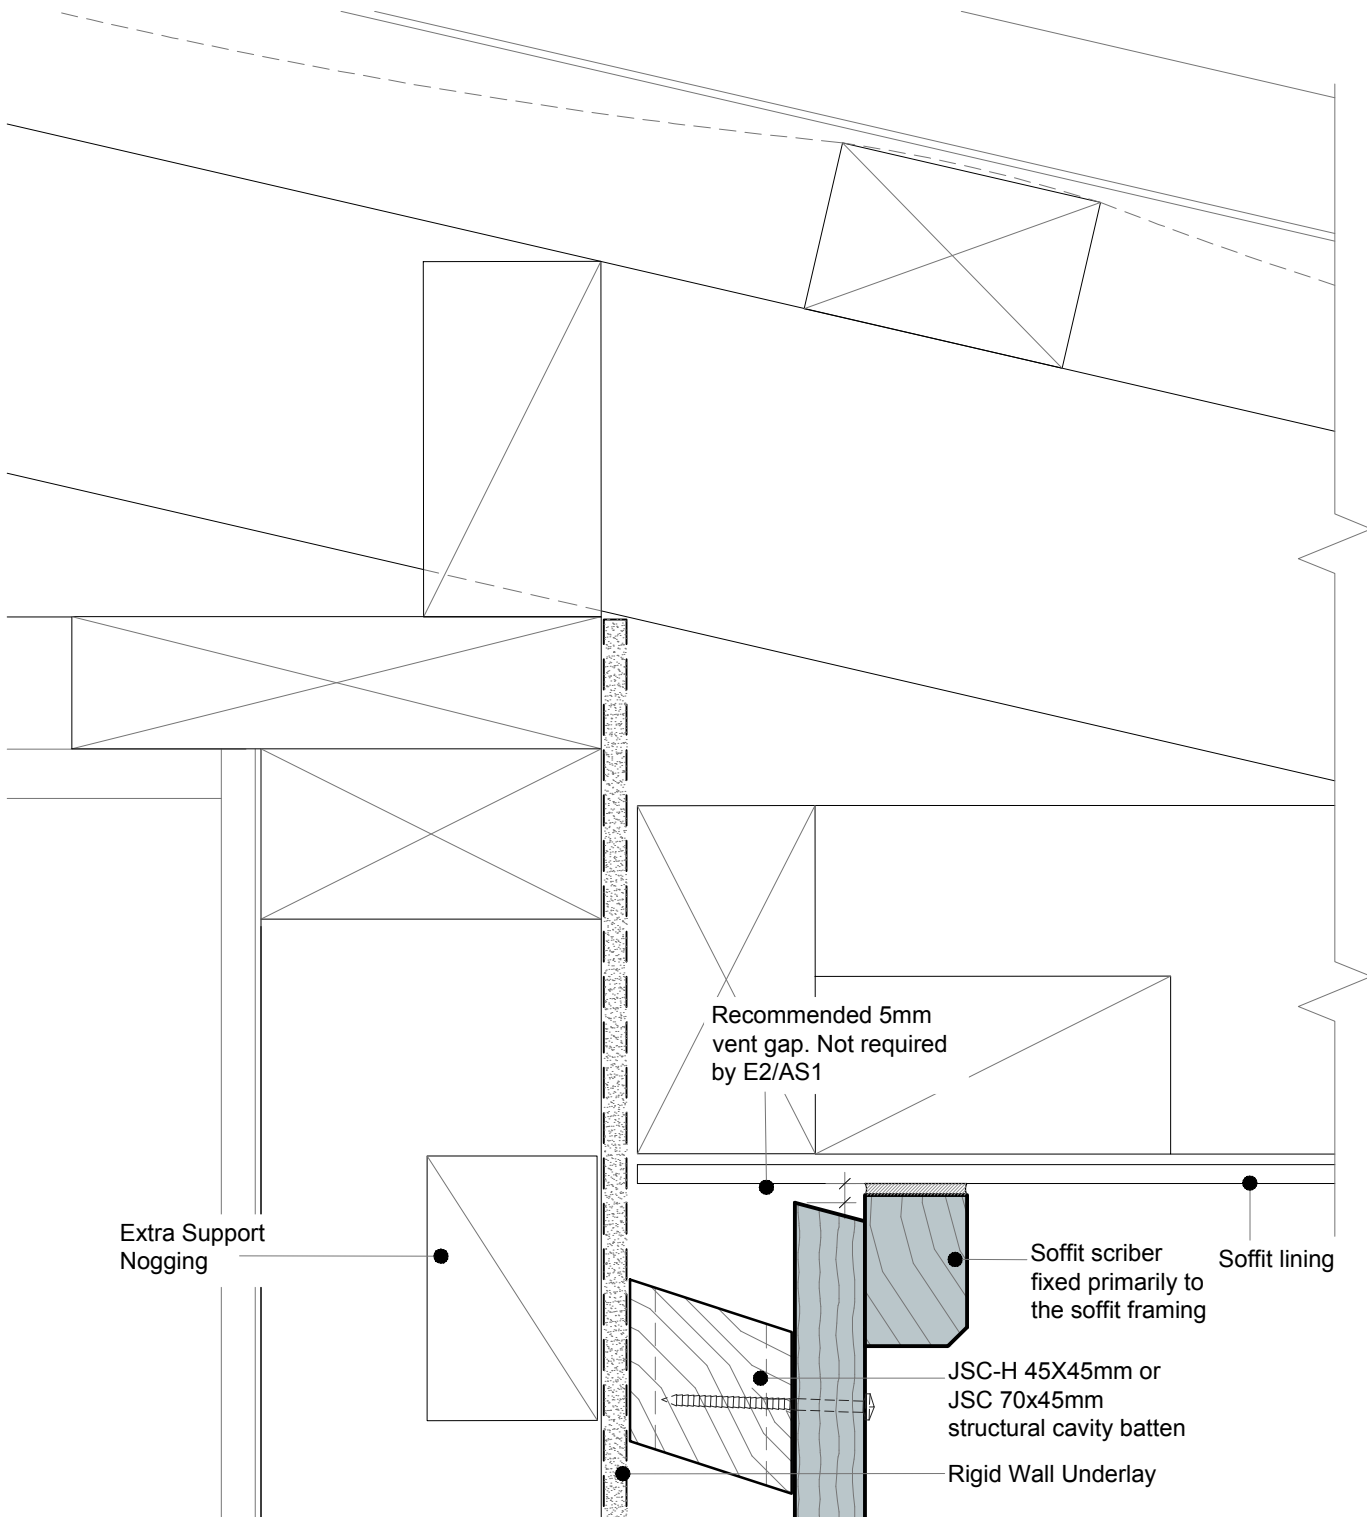 Recommended 5mm
vent gap. Not required
by E2/AS1
Extra Support
Nogging
Soffit scriber
fixed primarily to
the soffit framing
Soffit lining
JSC-H 45X45mm or
JSC 70x45mm
structural cavity batten
Rigid Wall Underlay